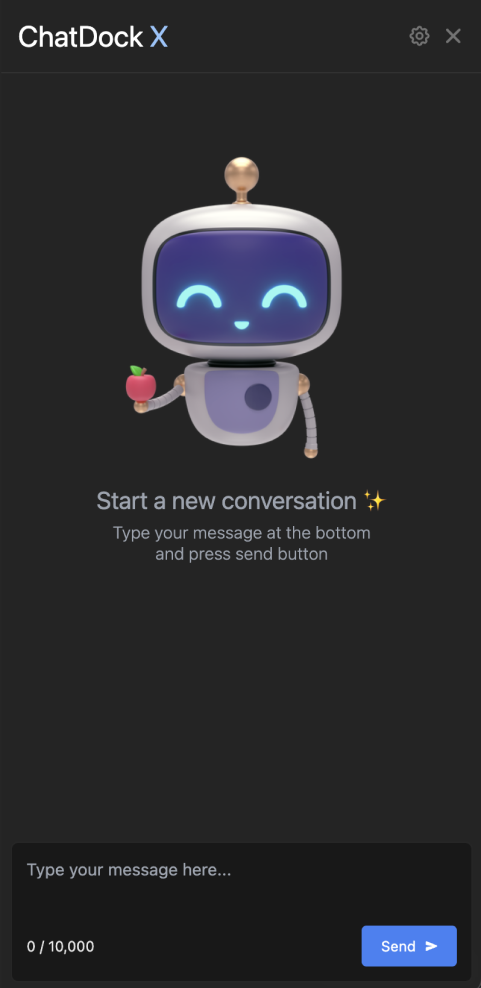 ChatDock X
Start a new conversation ✨
Type your message at the bottom
and press send button
Type your message here...
0 / 10,000
Send